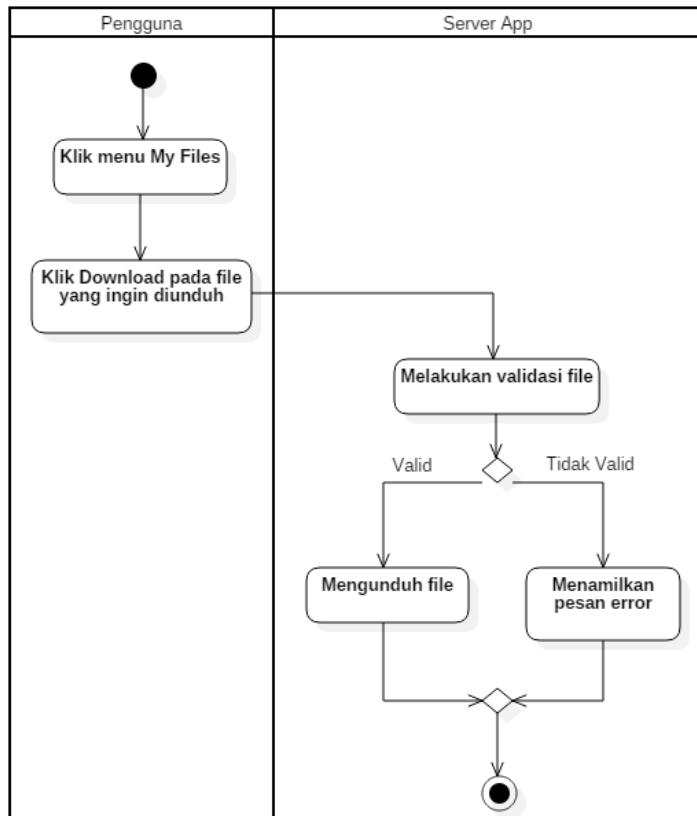 Pengguna
Server App
Klik menu My Files
Klik Download pada file
yang ingin diunduh
Melakukan validasi file
Valid
Tidak Valid
Mengunduh file
Menamilkan
pesan error